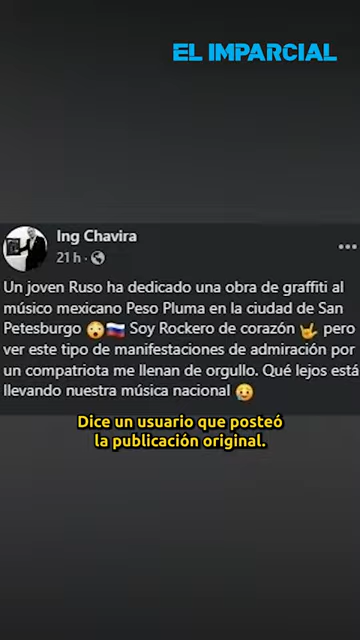 EL IMPARCIAL
Ing Chavira
21 h ·
Un joven Ruso ha dedicado una obra de graffiti al
músico mexicano Peso Pluma en la ciudad de San
Petesburgo 😲🇷🇺 Soy Rockero de corazón 🤟 pero
ver este tipo de manifestaciones de admiración por
un compatriota me llenan de orgullo. Qué lejos está
llevando nuestra música nacional 🥲
Dice un usuario que posteó
la publicación original.